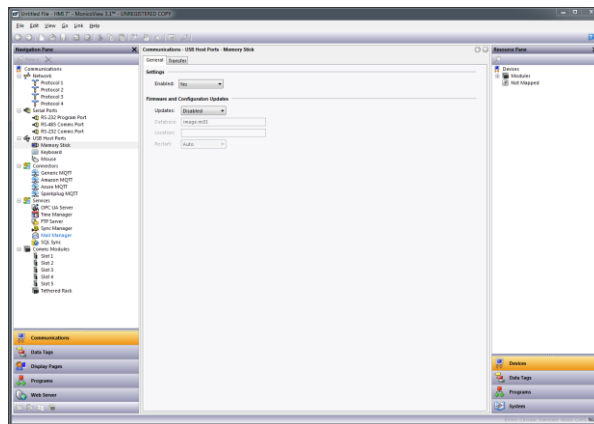 Untitled File - HMI 7" - MonicoView 3.1™ - UNREGISTERED COPY
File Edit View Go Link Help
Navigation Pane
Communications
Network
Protocol 1
Protocol 2
Protocol 3
Protocol 4
Serial Ports
RS-232 Program Port
RS-485 Comms Port
RS-232 Comms Port
USB Host Ports
Memory Stick
Keyboard
Mouse
Connectors
Generic MQTT
Amazon MQTT
Azure MQTT
Sparkplug MQTT
Services
OPC UA Server
Time Manager
FTP Server
Sync Manager
Mail Manager
SQL Sync
Comms Modules
Slot 1
Slot 2
Slot 3
Slot 4
Slot 5
Tethered Rack
Communications
Data Tags
Display Pages
Programs
Web Server
Communications - USB Host Ports - Memory Stick
General Transfer
Settings
Enabled: Yes
Firmware and Configuration Updates
Updates: Disabled
Database: image.m31
Location:
Restart: Auto
Resource Pane
Devices
Modules
Not Mapped
Devices
Data Tags
Programs
System